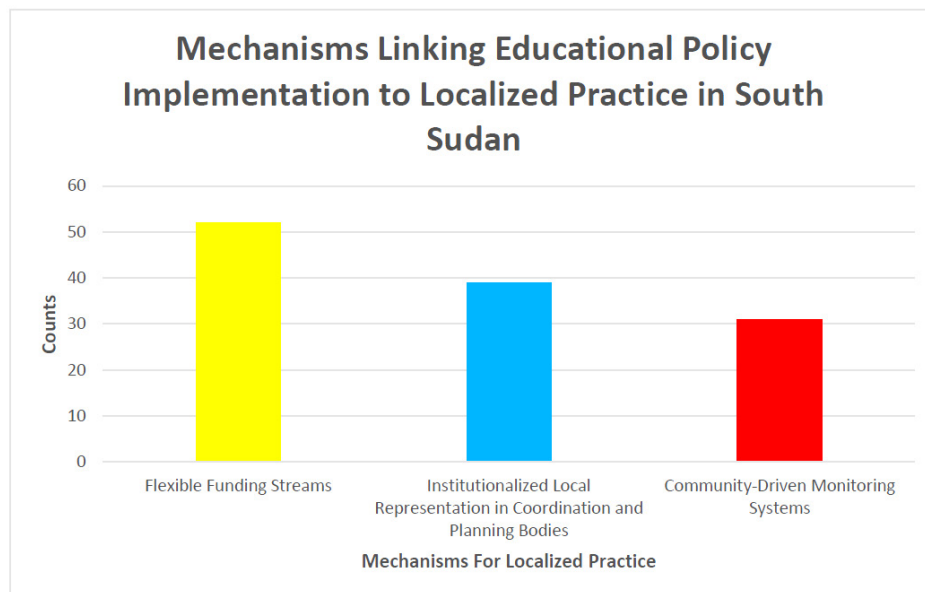 Mechanisms Linking Educational Policy
Implementation to Localized Practice in South
Sudan
60
50
40
30
20
10
0
Counts
Flexible Funding Streams
Institutionalized Local
Representation in Coordination and
Planning Bodies
Community-Driven Monitoring
Systems
Mechanisms For Localized Practice